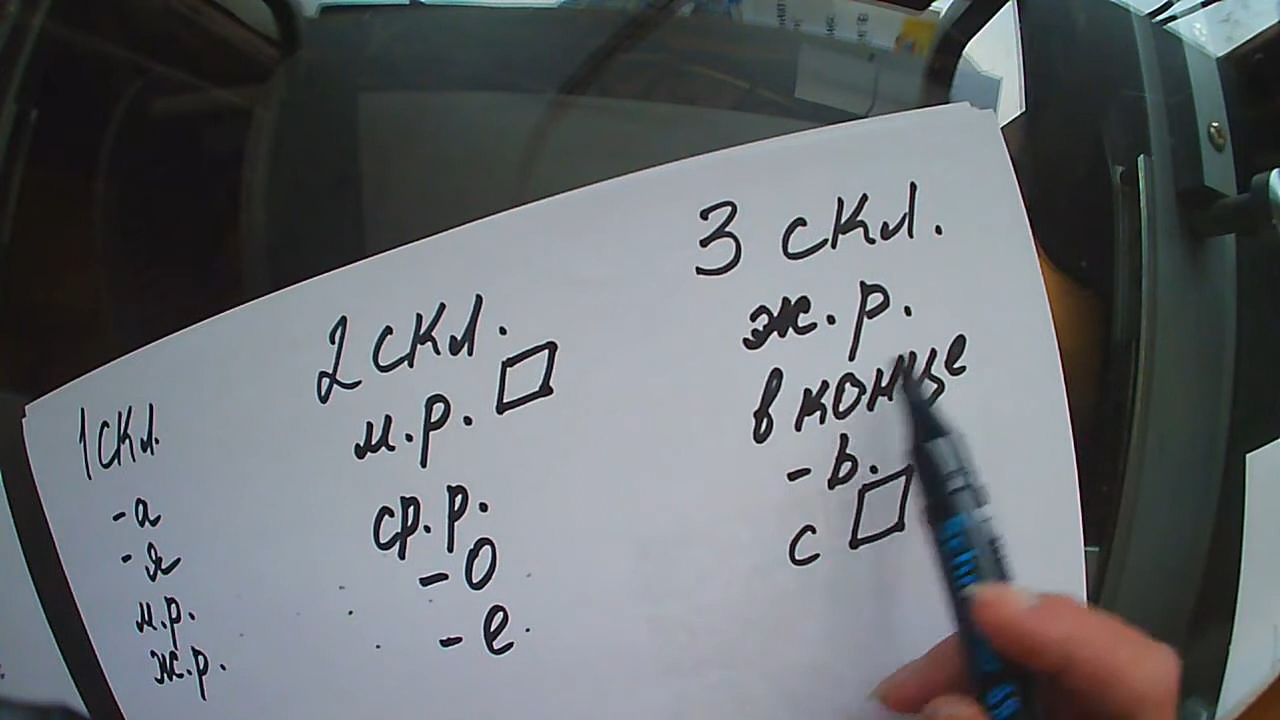 1 скл.
-а
-я
м.р.
ж.р.
2 скл.
м.р. □
ср.р.
-о
-е.
3 скл.
ж.р.
в конце
-ь.
с □